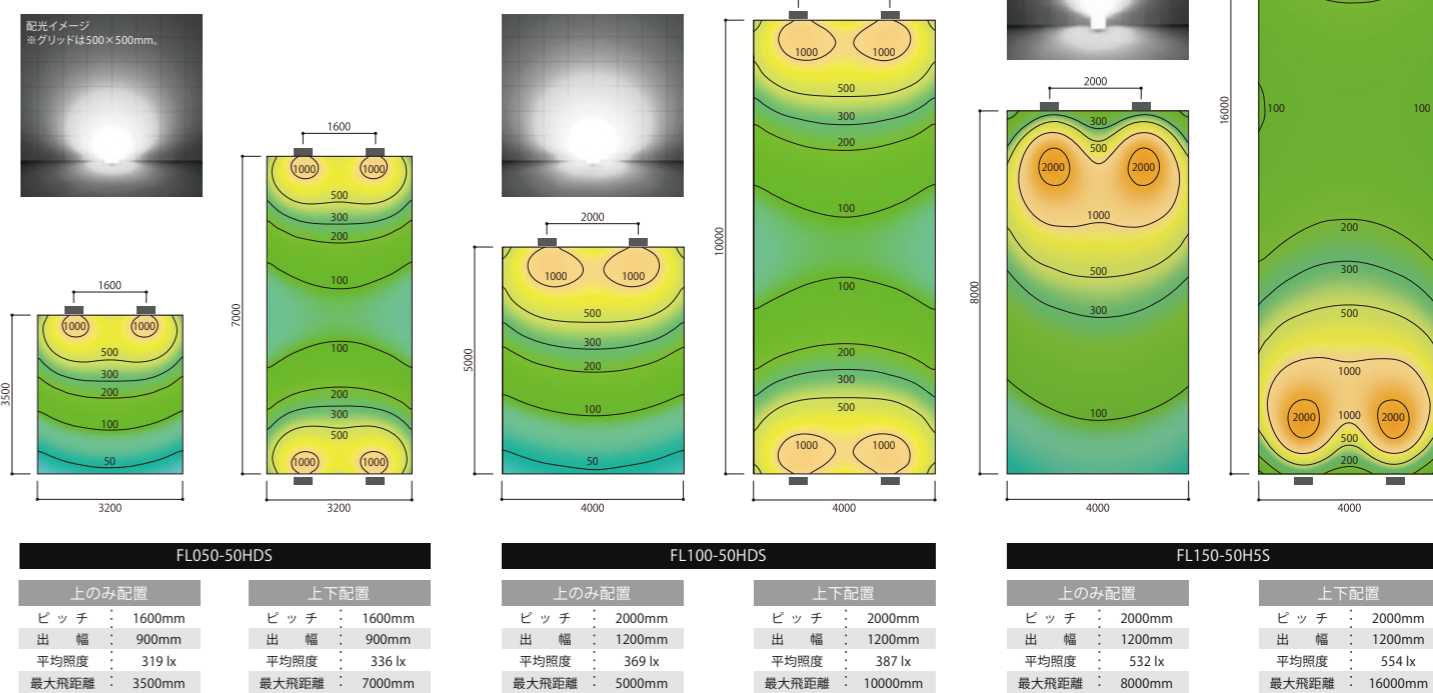 配光イメージ
※グリッドは500×500mm。
1600
1000 1000
500
300
200
100
50
3500
3200
1600
1000 1000
500
300
200
100
100
200
300
500
1000 1000
7000
3200
2000
1000 1000
500
300
200
100
50
5000
4000
1000 1000
500
300
200
100
100
200
300
500
1000 1000
10000
4000
2000
300
500
2000 2000
1000
500
300
100
8000
4000
100 100
200
300
500
1000
2000 1000 2000
500
200
16000
4000
FL050-50HDS
上のみ配置
ピッチ : 1600mm
出幅 : 900mm
平均照度 : 319 lx
最大飛距離 : 3500mm
上下配置
ピッチ : 1600mm
出幅 : 900mm
平均照度 : 336 lx
最大飛距離 : 7000mm
FL100-50HDS
上のみ配置
ピッチ : 2000mm
出幅 : 1200mm
平均照度 : 369 lx
最大飛距離 : 5000mm
上下配置
ピッチ : 2000mm
出幅 : 1200mm
平均照度 : 387 lx
最大飛距離 : 10000mm
FL150-50H5S
上のみ配置
ピッチ : 2000mm
出幅 : 1200mm
平均照度 : 532 lx
最大飛距離 : 8000mm
上下配置
ピッチ : 2000mm
出幅 : 1200mm
平均照度 : 554 lx
最大飛距離 : 16000mm